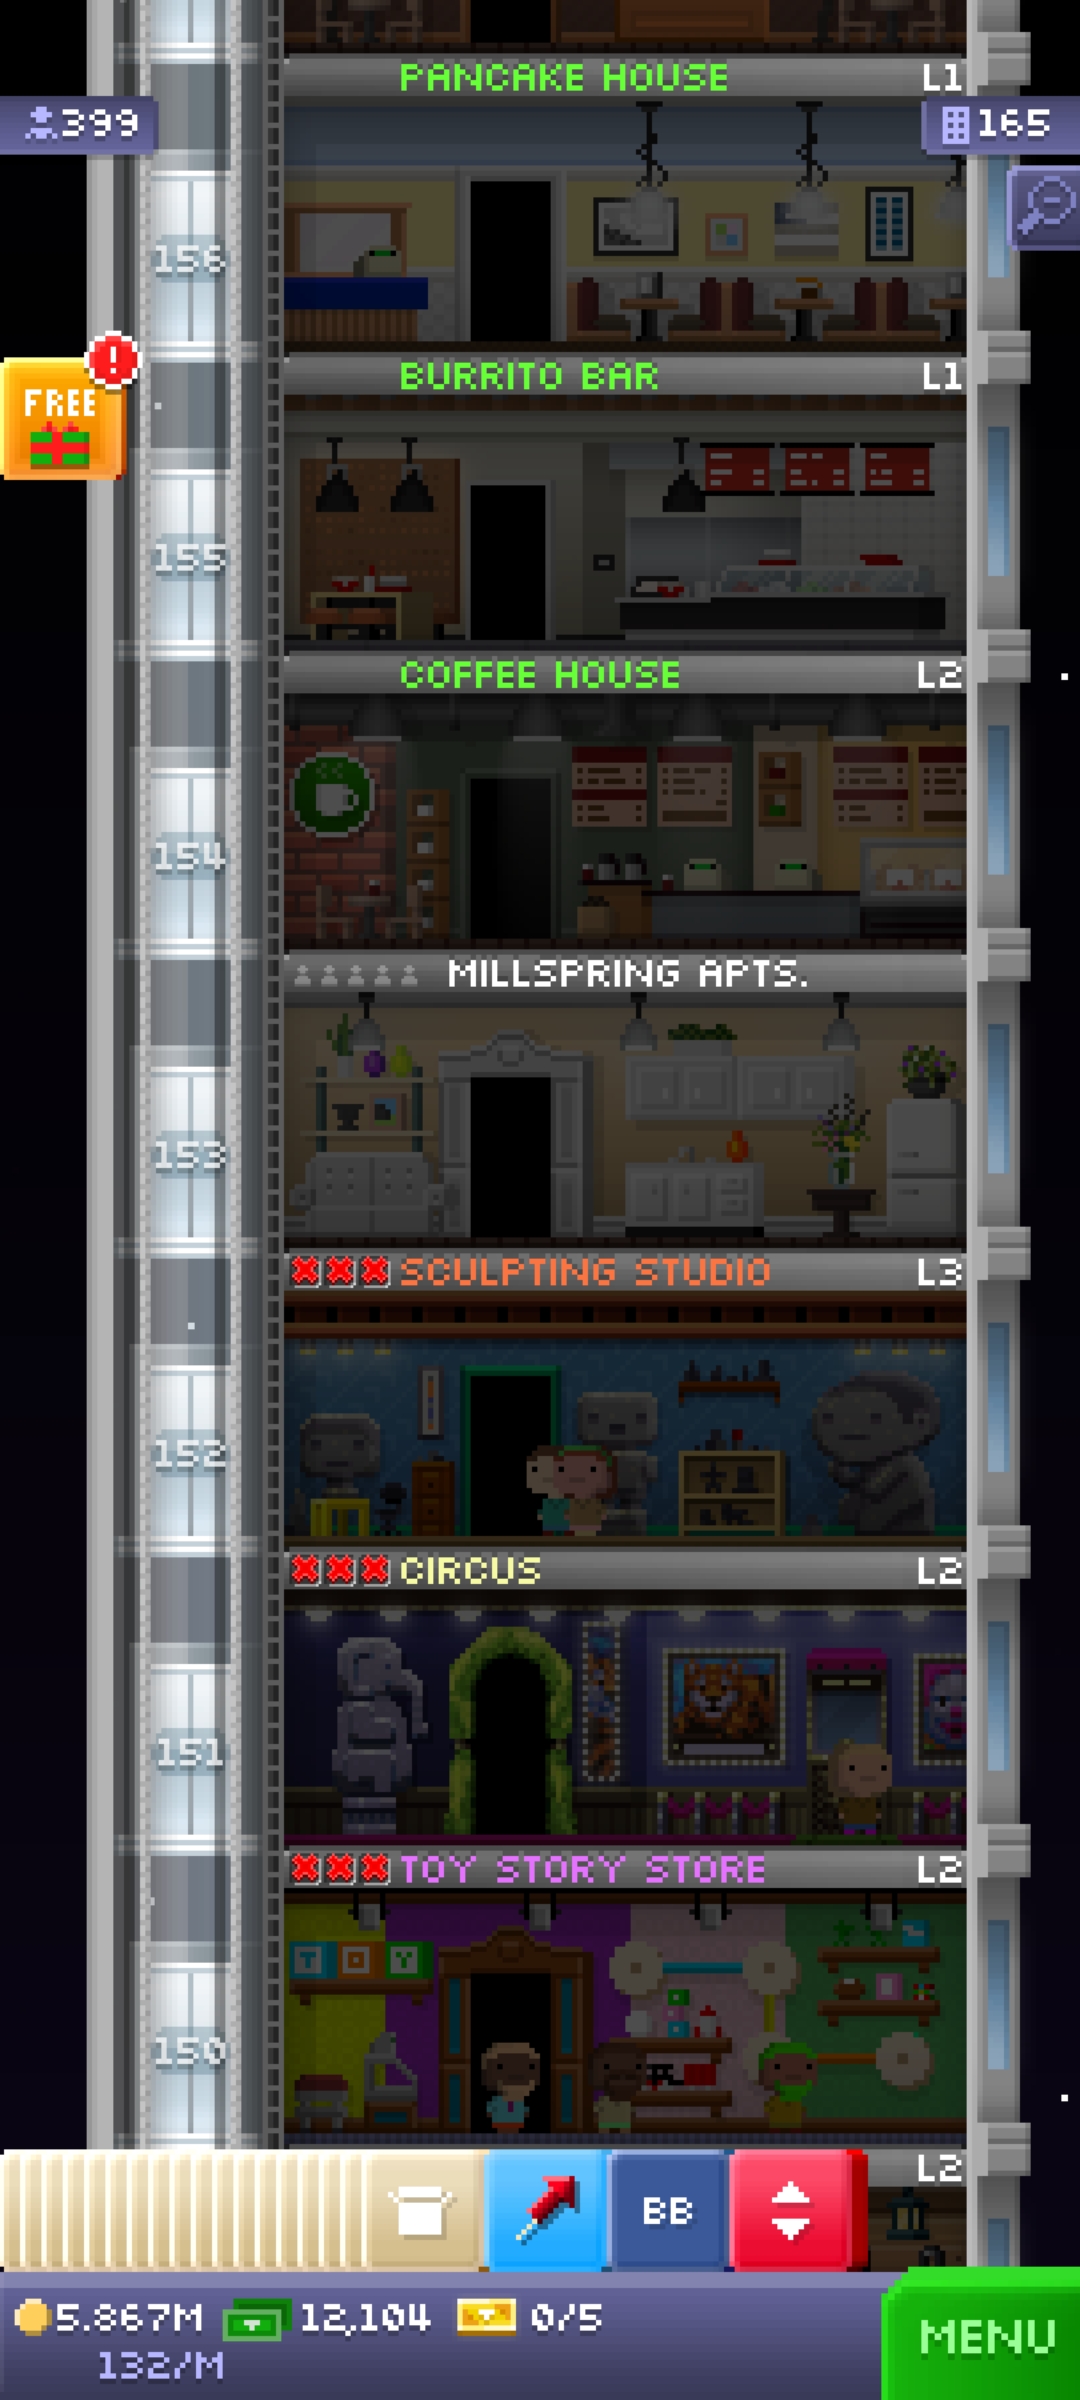 PANCAKE HOUSE L1
399
165
156
BURRITO BAR L1
FREE
155
COFFEE HOUSE L2
154
MILLSPRING APTS.
153
SCULPTING STUDIO L3
152
CIRCUS L2
151
TOY STORY STORE L2
TOY
150
L2
BB
5.867M 12,104 0/5
132/M
MENU